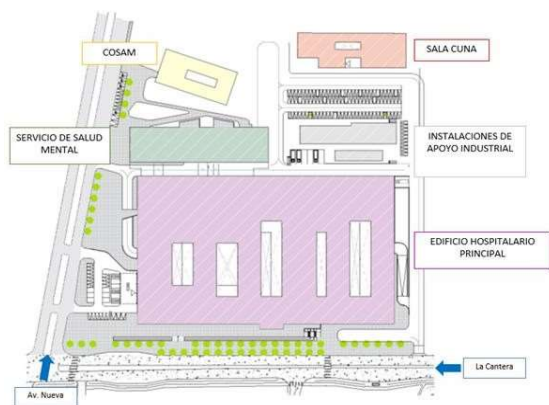 COSAM
SALA CUNA
SERVICIO DE SALUD
MENTAL
INSTALACIONES DE
APOYO INDUSTRIAL
EDIFICIO HOSPITALARIO
PRINCIPAL
La Cantera
Av. Nueva